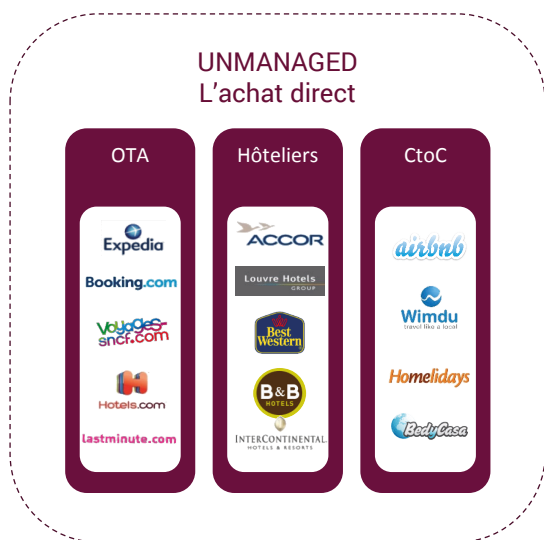 UNMANAGED
L'achat direct
OTA
Expedia
Booking.com
Voyages-
sncf.com
Hotels.com
lastminute.com
Hôteliers
ACCOR
Louvre Hotels
GROUP
Best
Western
B&B
HOTELS
INTERCONTINENTAL
HOTELS & RESORTS
CtoC
airbnb
Wimdu
travel like a local
Homelidays
BedyCasa